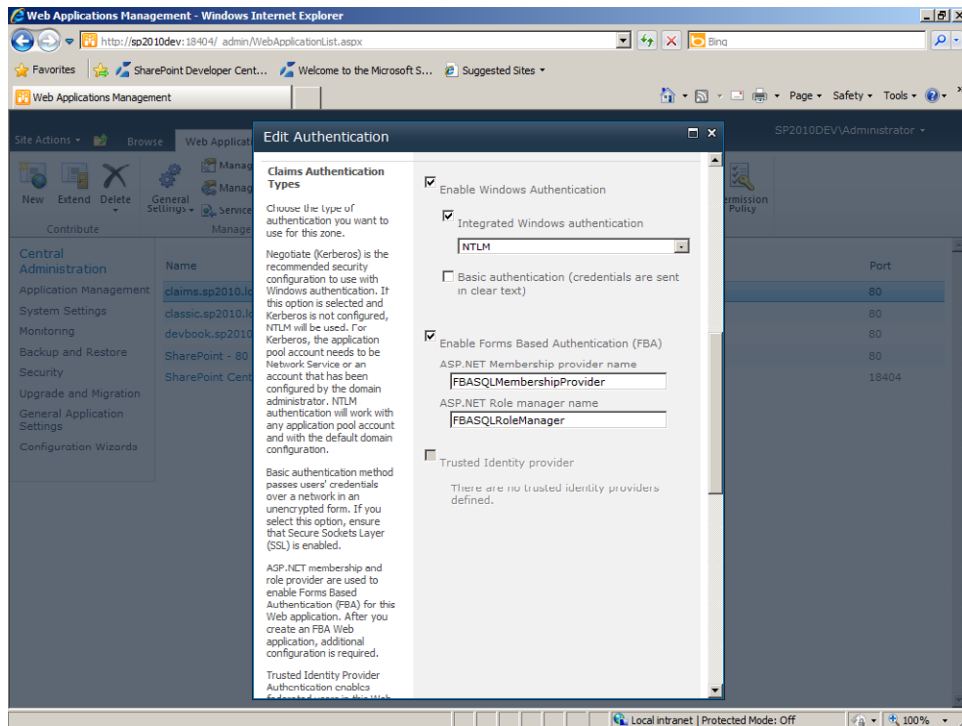 Web Applications Management - Windows Internet Explorer
http://sp2010dev:18404/_admin/WebApplicationList.aspx
Bing
Favorites
SharePoint Developer Cent...
Welcome to the Microsoft S...
Suggested Sites
Web Applications Management
Page
Safety
Tools
Site Actions
Browse
Web Applicati
SP2010DEV\Administrator
Edit Authentication
New
Extend
Delete
General
Settings
Manag
Manag
Service
ermission
Policy
Contribute
Manage
Central
Administration
Application Management
System Settings
Monitoring
Backup and Restore
Security
Upgrade and Migration
General Application
Settings
Configuration Wizards
Name
Port
claims.sp2010.lc
80
classic.sp2010.lc
80
devbook.sp2010
80
SharePoint - 80
80
SharePoint Cent
18404
Claims Authentication
Types
Choose the type of
authentication you want to
use for this zone.
Negotiate (Kerberos) is the
recommended security
configuration to use with
Windows authentication. If
this option is selected and
Kerberos is not configured,
NTLM will be used. For
Kerberos, the application
pool account needs to be
Network Service or an
account that has been
configured by the domain
administrator. NTLM
authentication will work with
any application pool account
and with the default domain
configuration.
Basic authentication method
passes users' credentials
over a network in an
unencrypted form. If you
select this option, ensure
that Secure Sockets Layer
(SSL) is enabled.
ASP.NET membership and
role provider are used to
enable Forms Based
Authentication (FBA) for this
Web application. After you
create an FBA Web
application, additional
configuration is required.
Trusted Identity Provider
Authentication enables
federated users in this Web
Enable Windows Authentication
Integrated Windows authentication
NTLM
Basic authentication (credentials are sent
in clear text)
Enable Forms Based Authentication (FBA)
ASP.NET Membership provider name
FBASQLMembershipProvider
ASP.NET Role manager name
FBASQLRoleManager
Trusted Identity provider
There are no trusted identity providers
defined.
Local intranet | Protected Mode: Off
100%